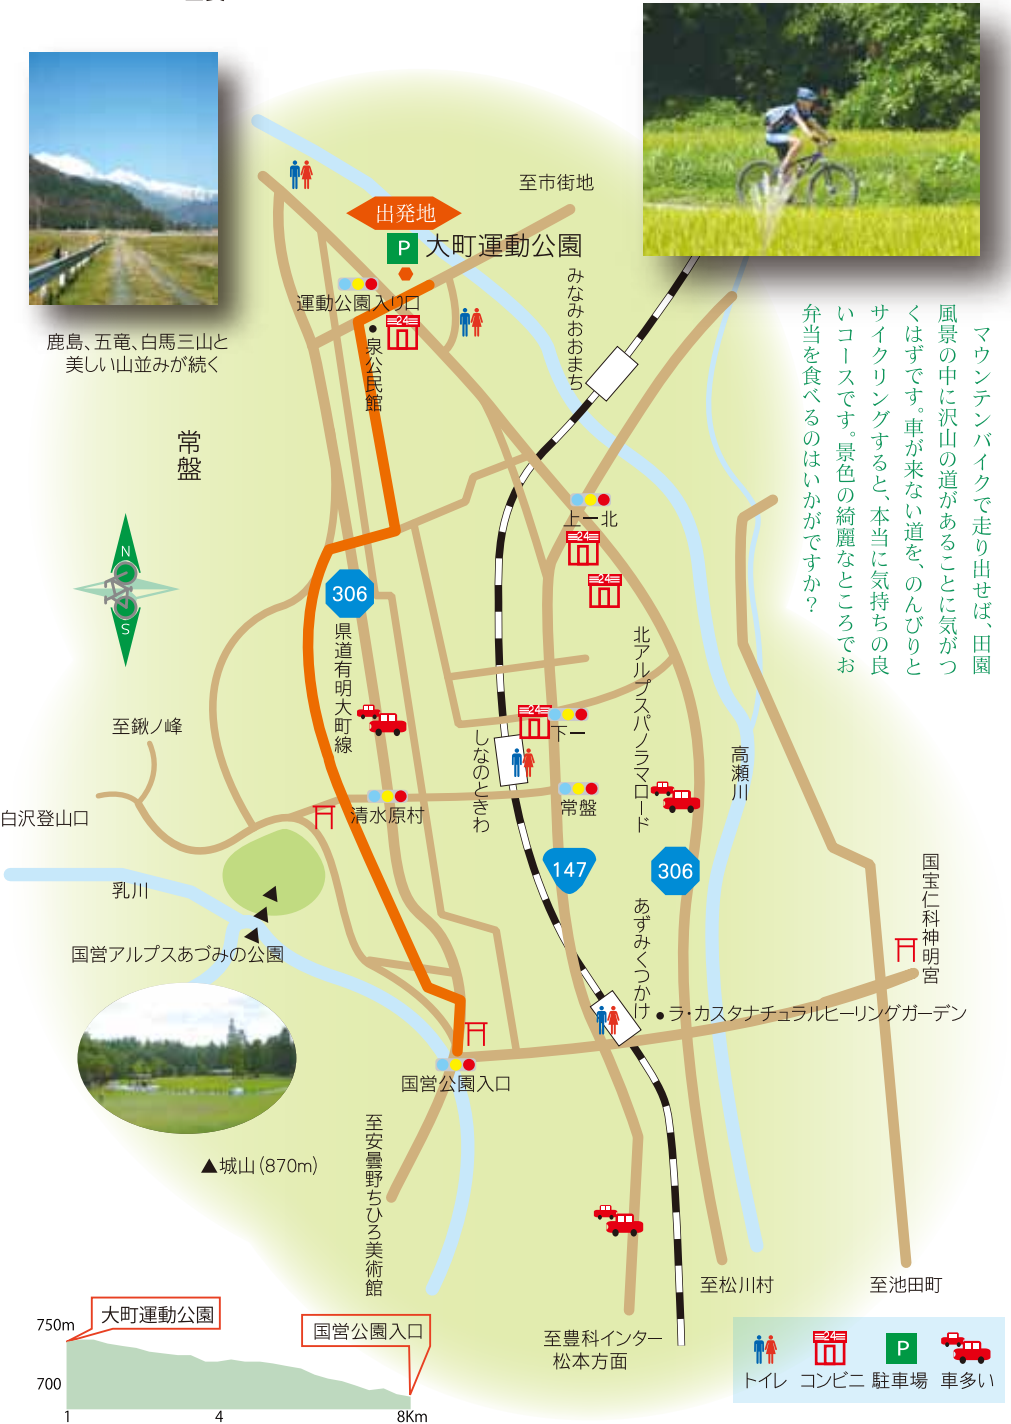 至市街地
出発地
P
大町運動公園
運動公園入り口
24
泉公民館
みなみおおまち
鹿島、五竜、白馬三山と
美しい山並みが続く
マウンテンバイクで走り出せば、田園
風景の中に沢山の道があることに気がつ
くはずです。車が来ない道を、のんびりと
サイクリングすると、本当に気持ちの良
いコースです。景色の綺麗なところでお
弁当を食べるのはいかがですか？
常盤
N
S
上一北
24
24
306
県道有明大町線
北アルプスパノラマロード
至鍬ノ峰
24
下一
しなのときわ
高瀬川
白沢登山口
清水原村
常盤
147
306
国宝仁科神明宮
乳川
あずみくつかけ
国営アルプスあづみの公園
ラ・カスタナチュラルヒーリングガーデン
国営公園入口
至安曇野ちひろ美術館
▲城山（870m）
至松川村
至池田町
至豊科インター
松本方面
750m
大町運動公園
国営公園入口
700
1
4
8Km
24
P
トイレ
コンビニ
駐車場
車多い